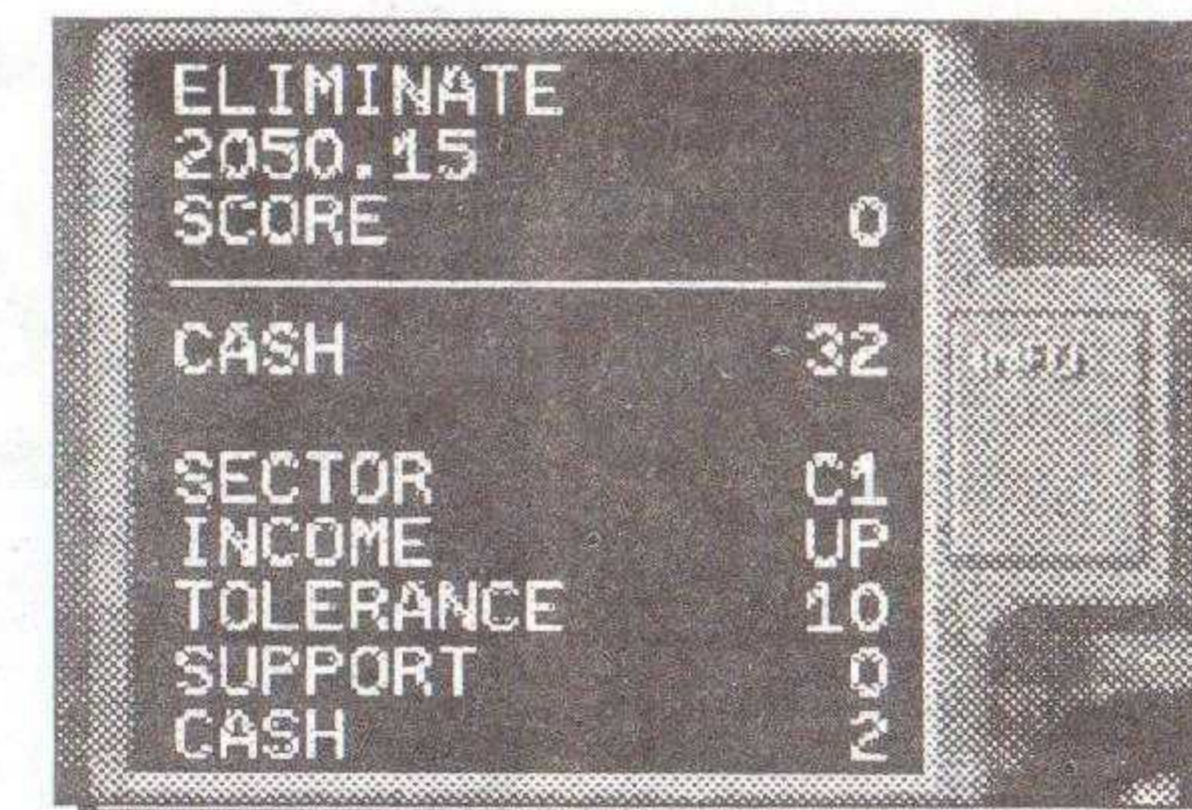 ELIMINATE
2050.15
SCORE 0
CASH 32
SECTOR C1
INCOME UP
TOLERANCE 10
SUPPORT 0
CASH 2